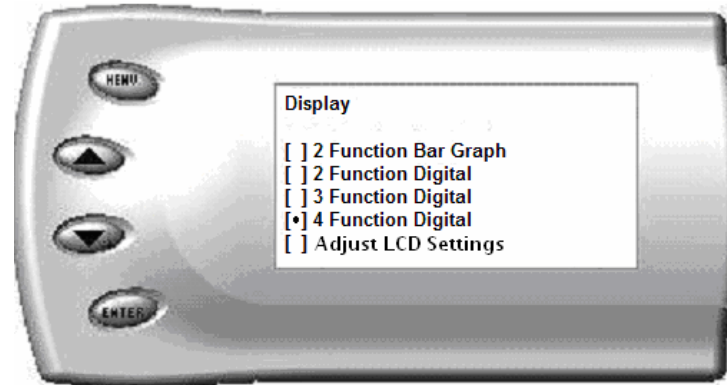 MENU
Display
[ ] 2 Function Bar Graph
[ ] 2 Function Digital
[ ] 3 Function Digital
[•] 4 Function Digital
[ ] Adjust LCD Settings
ENTER